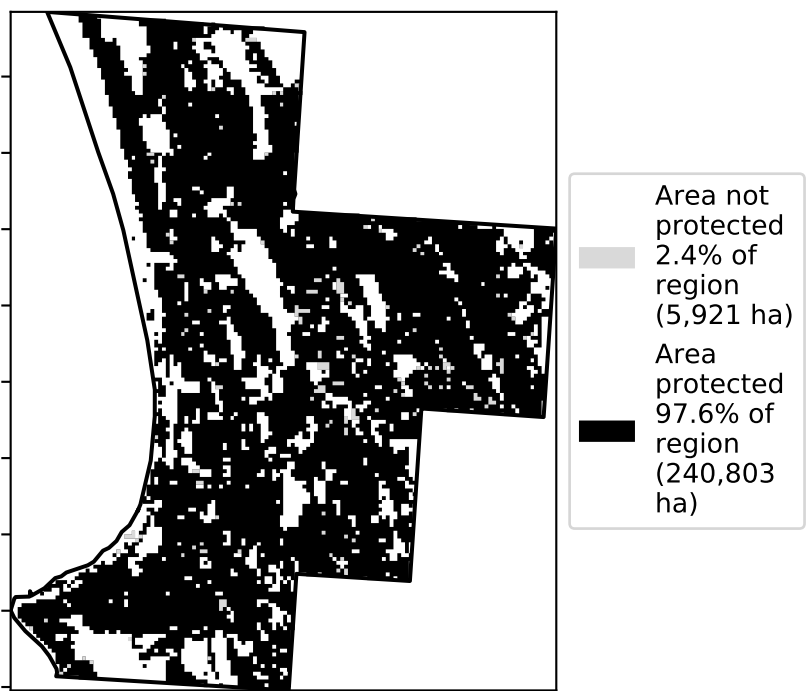 Area not
protected
2.4% of
region
(5,921 ha)
Area
protected
97.6% of
region
(240,803
ha)